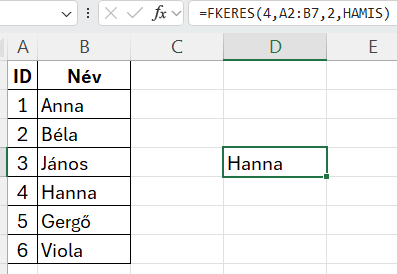 fx =FKERES(4,A2:B7,2,HAMIS)
A B C D E
ID Név
1 Anna
2 Béla
3 János Hanna
4 Hanna
5 Gergő
6 Viola